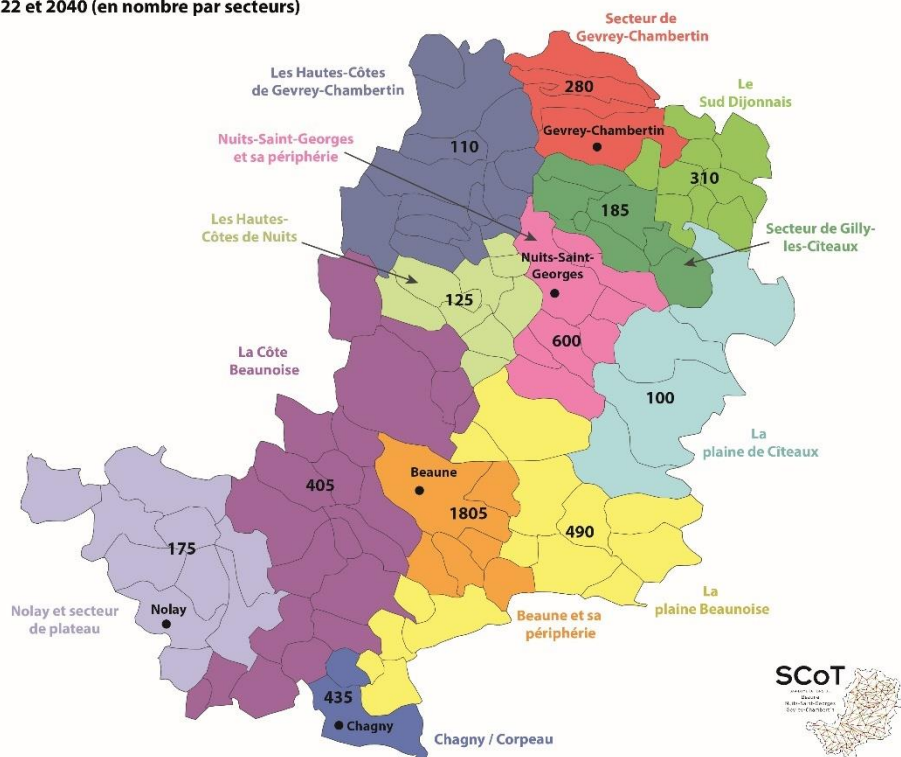 22 et 2040 (en nombre par secteurs)
Secteur de
Gevrey-Chambertin
Les Hautes-Côtes
de Gevrey-Chambertin
280
Le
Sud Dijonnais
Gevrey-Chambertin
Nuits-Saint-Georges
et sa périphérie
110
310
185
Les Hautes-
Côtes de Nuits
Secteur de Gilly-
les-Cîteaux
Nuits-Saint-
Georges
125
600
La Côte
Beaunoise
100
La
plaine de Cîteaux
Beaune
405
1805
490
175
Nolay et secteur
de plateau
Nolay
La
plaine Beaunoise
Beaune et sa
périphérie
435
Chagny
Chagny / Corpeau
SCoT
Beaune
Nuits-Saint-Georges